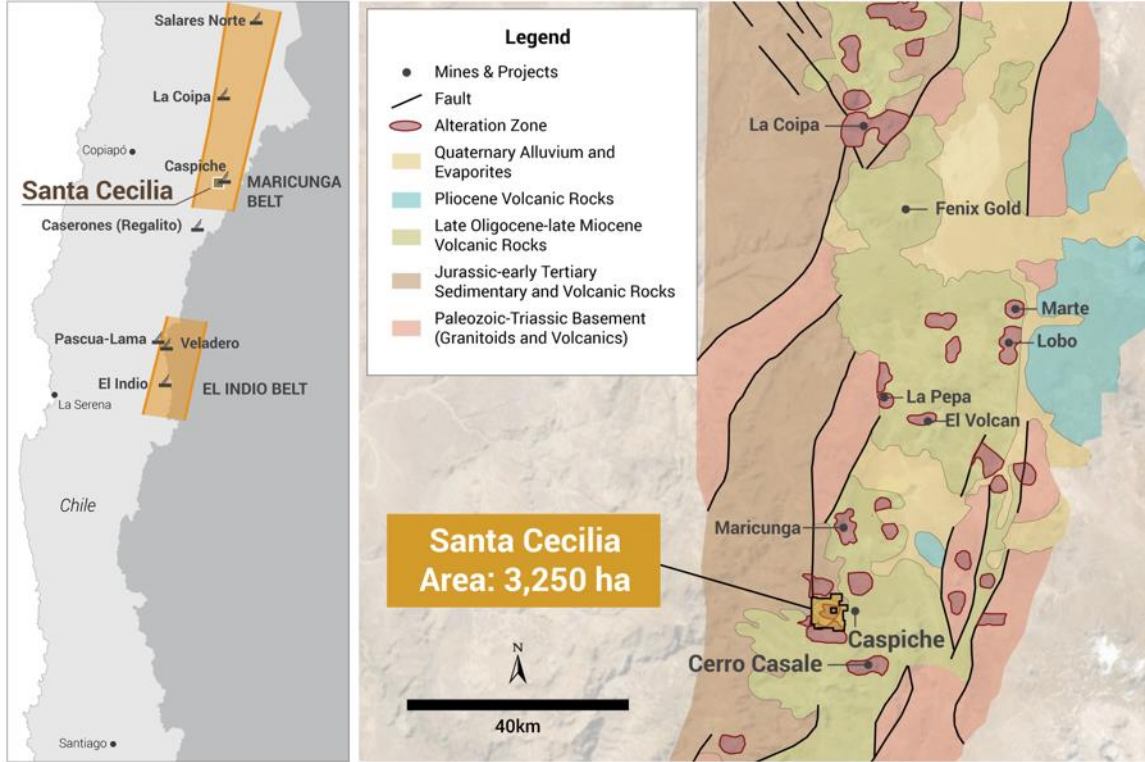 Salares Norte
La Coipa
Copiapó
Caspiche
Santa Cecilia
MARICUNGA
BELT
Caserones (Regalito)
Pascua-Lama
Veladero
El Indio
EL INDIO BELT
La Serena
Chile
Santiago
Legend
Mines & Projects
Fault
Alteration Zone
Quaternary Alluvium and
Evaporites
Pliocene Volcanic Rocks
Late Oligocene-late Miocene
Volcanic Rocks
Jurassic-early Tertiary
Sedimentary and Volcanic Rocks
Paleozoic-Triassic Basement
(Granitoids and Volcanics)
La Coipa
Fenix Gold
Marte
Lobo
La Pepa
El Volcan
Maricunga
Santa Cecilia
Area: 3,250 ha
Caspiche
Cerro Casale
N
40km